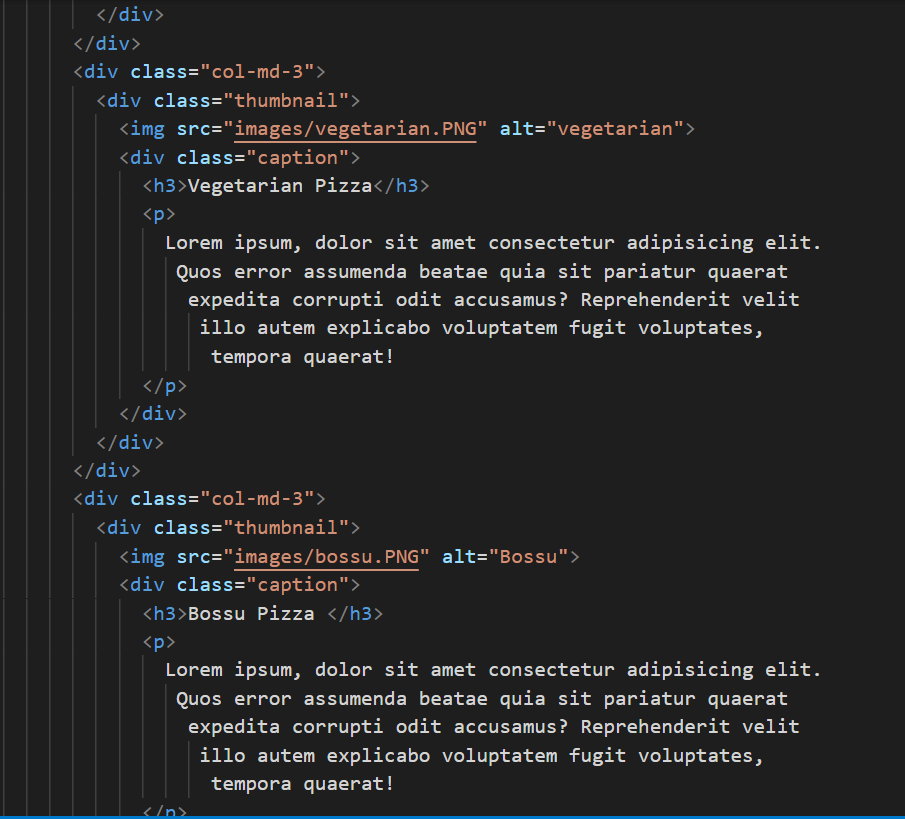 </div>
</div>
<div class="col-md-3">
<div class="thumbnail">
<img src="images/vegetarian.PNG" alt="vegetarian">
<div class="caption">
<h3>Vegetarian Pizza</h3>
<p>
Lorem ipsum, dolor sit amet consectetur adipisicing elit.
Quos error assumenda beatae quia sit pariatur quaerat
expedita corrupti odit accusamus? Reprehenderit velit
illo autem explicabo voluptatem fugit voluptates,
tempora quaerat!
</p>
</div>
</div>
</div>
<div class="col-md-3">
<div class="thumbnail">
<img src="images/bossu.PNG" alt="Bossu">
<div class="caption">
<h3>Bossu Pizza </h3>
<p>
Lorem ipsum, dolor sit amet consectetur adipisicing elit.
Quos error assumenda beatae quia sit pariatur quaerat
expedita corrupti odit accusamus? Reprehenderit velit
illo autem explicabo voluptatem fugit voluptates,
tempora quaerat!
</p>